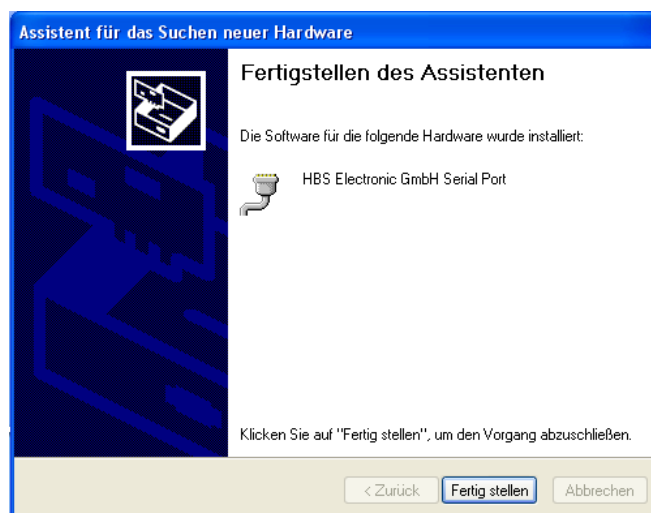 Assistent für das Suchen neuer Hardware
Fertigstellen des Assistenten
Die Software für die folgende Hardware wurde installiert:
HBS Electronic GmbH Serial Port
Klicken Sie auf "Fertig stellen", um den Vorgang abzuschließen.
< Zurück Fertig stellen Abbrechen